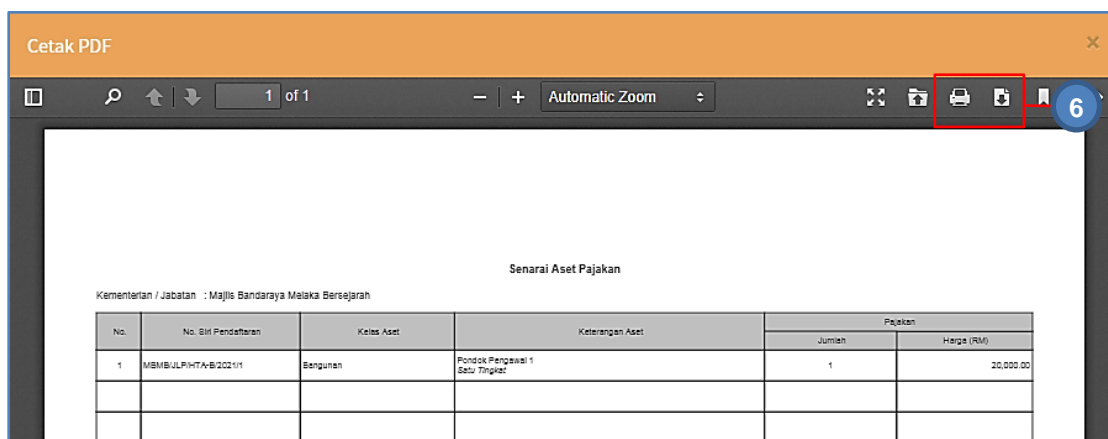 Cetak PDF ×
1 of 1 − + Automatic Zoom
6
Senarai Aset Pajakan
Kementerian / Jabatan : Majlis Bandaraya Melaka Bersejarah
No. No. Siri Pendaftaran Kelas Aset Keterangan Aset Pajakan
Jumlah Harga (RM)
1 MBMB/JLP/HTA-B/2021/1 Bangunan Pondok Pengawal 1 1 20,000.00
Satu Tingkat